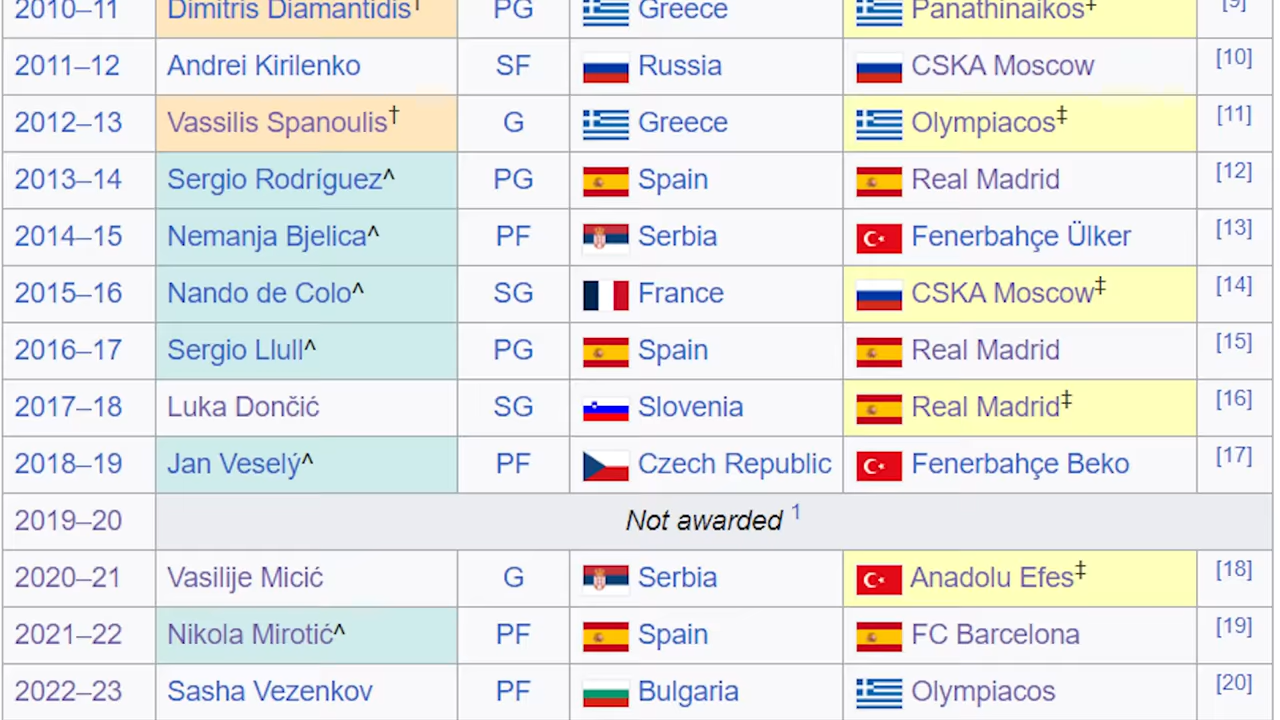 2010–11 Dimitris Diamantidis† PG Greece Panathinaikos‡ [9]
2011–12 Andrei Kirilenko SF Russia CSKA Moscow [10]
2012–13 Vassilis Spanoulis† G Greece Olympiacos‡ [11]
2013–14 Sergio Rodríguez^ PG Spain Real Madrid [12]
2014–15 Nemanja Bjelica^ PF Serbia Fenerbahçe Ülker [13]
2015–16 Nando de Colo^ SG France CSKA Moscow‡ [14]
2016–17 Sergio Llull^ PG Spain Real Madrid [15]
2017–18 Luka Dončić SG Slovenia Real Madrid‡ [16]
2018–19 Jan Veselý^ PF Czech Republic Fenerbahçe Beko [17]
2019–20 Not awarded 1
2020–21 Vasilije Micić G Serbia Anadolu Efes‡ [18]
2021–22 Nikola Mirotić^ PF Spain FC Barcelona [19]
2022–23 Sasha Vezenkov PF Bulgaria Olympiacos [20]